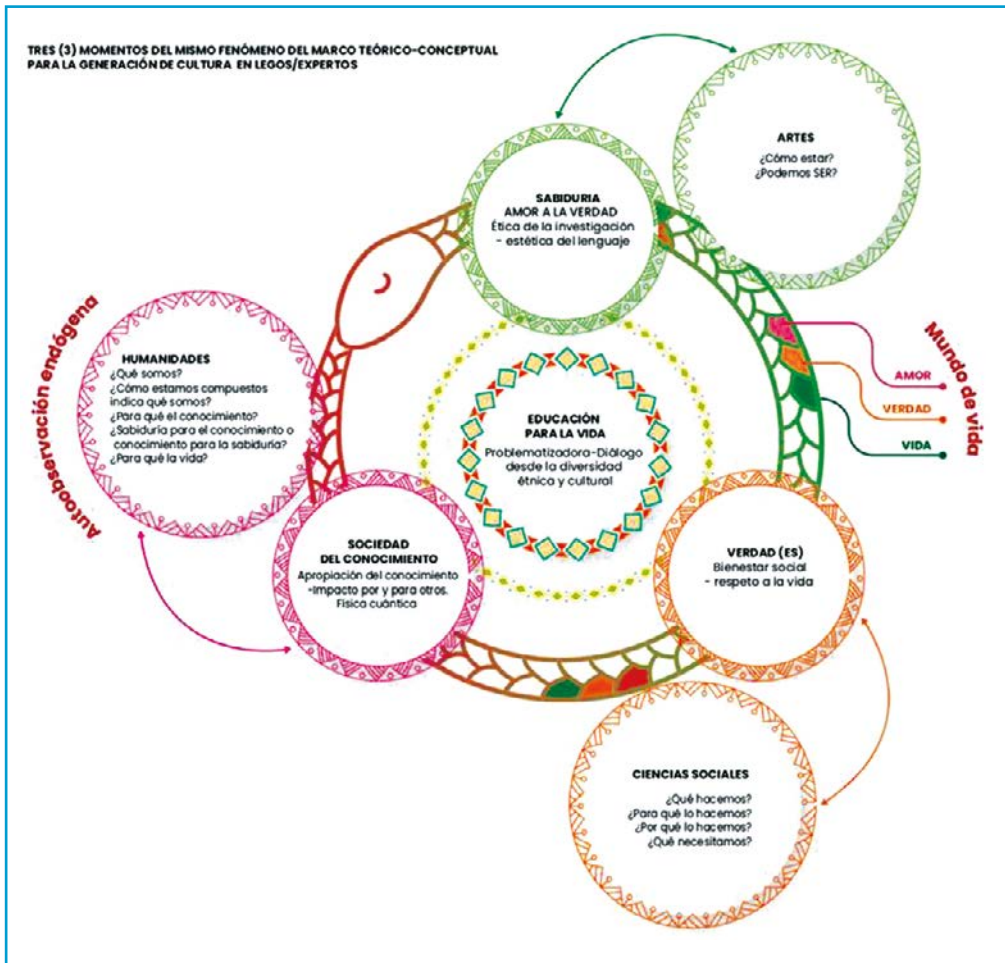 TRES (3) MOMENTOS DEL MISMO FENÓMENO DEL MARCO TEÓRICO-CONCEPTUAL
PARA LA GENERACIÓN DE CULTURA EN LEGOS/EXPERTOS
ARTES
¿Cómo estar?
¿Podemos SER?
SABIDURIA
AMOR A LA VERDAD
Ética de la investigación
- estética del lenguaje
Autoobservación endógena
HUMANIDADES
¿Qué somos?
¿Cómo estamos compuestos
indica qué somos?
¿Para qué el conocimiento?
¿Sabiduría para el conocimiento o
conocimiento para la sabiduría?
¿Para qué la vida?
Mundo de vida
AMOR
VERDAD
VIDA
EDUCACIÓN
PARA LA VIDA
Problematizadora-Diálogo
desde la diversidad
étnica y cultural
SOCIEDAD
DEL CONOCIMIENTO
Apropiación del conocimiento
-Impacto por y para otros.
Física cuántica
VERDAD (ES)
Bienestar social
- respeto a la vida
CIENCIAS SOCIALES
¿Qué hacemos?
¿Para qué lo hacemos?
¿Por qué lo hacemos?
¿Qué necesitamos?